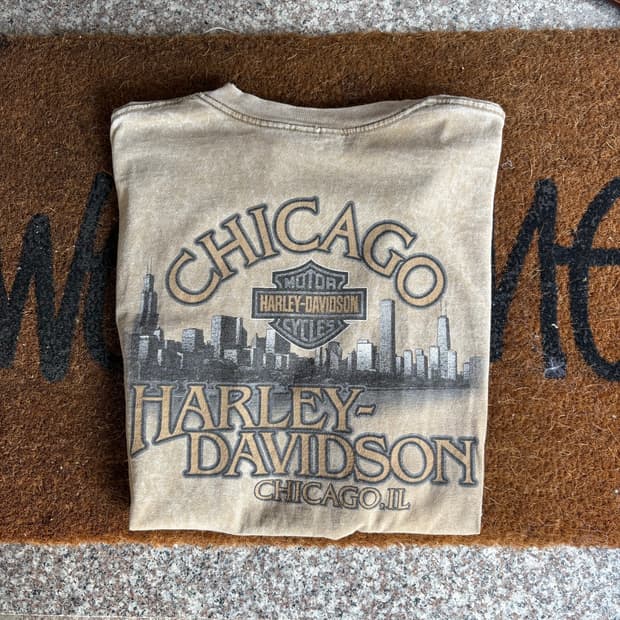 CHICAGO
MOTOR
HARLEY-DAVIDSON
CYCLES
HARLEY-
DAVIDSON
CHICAGO, IL